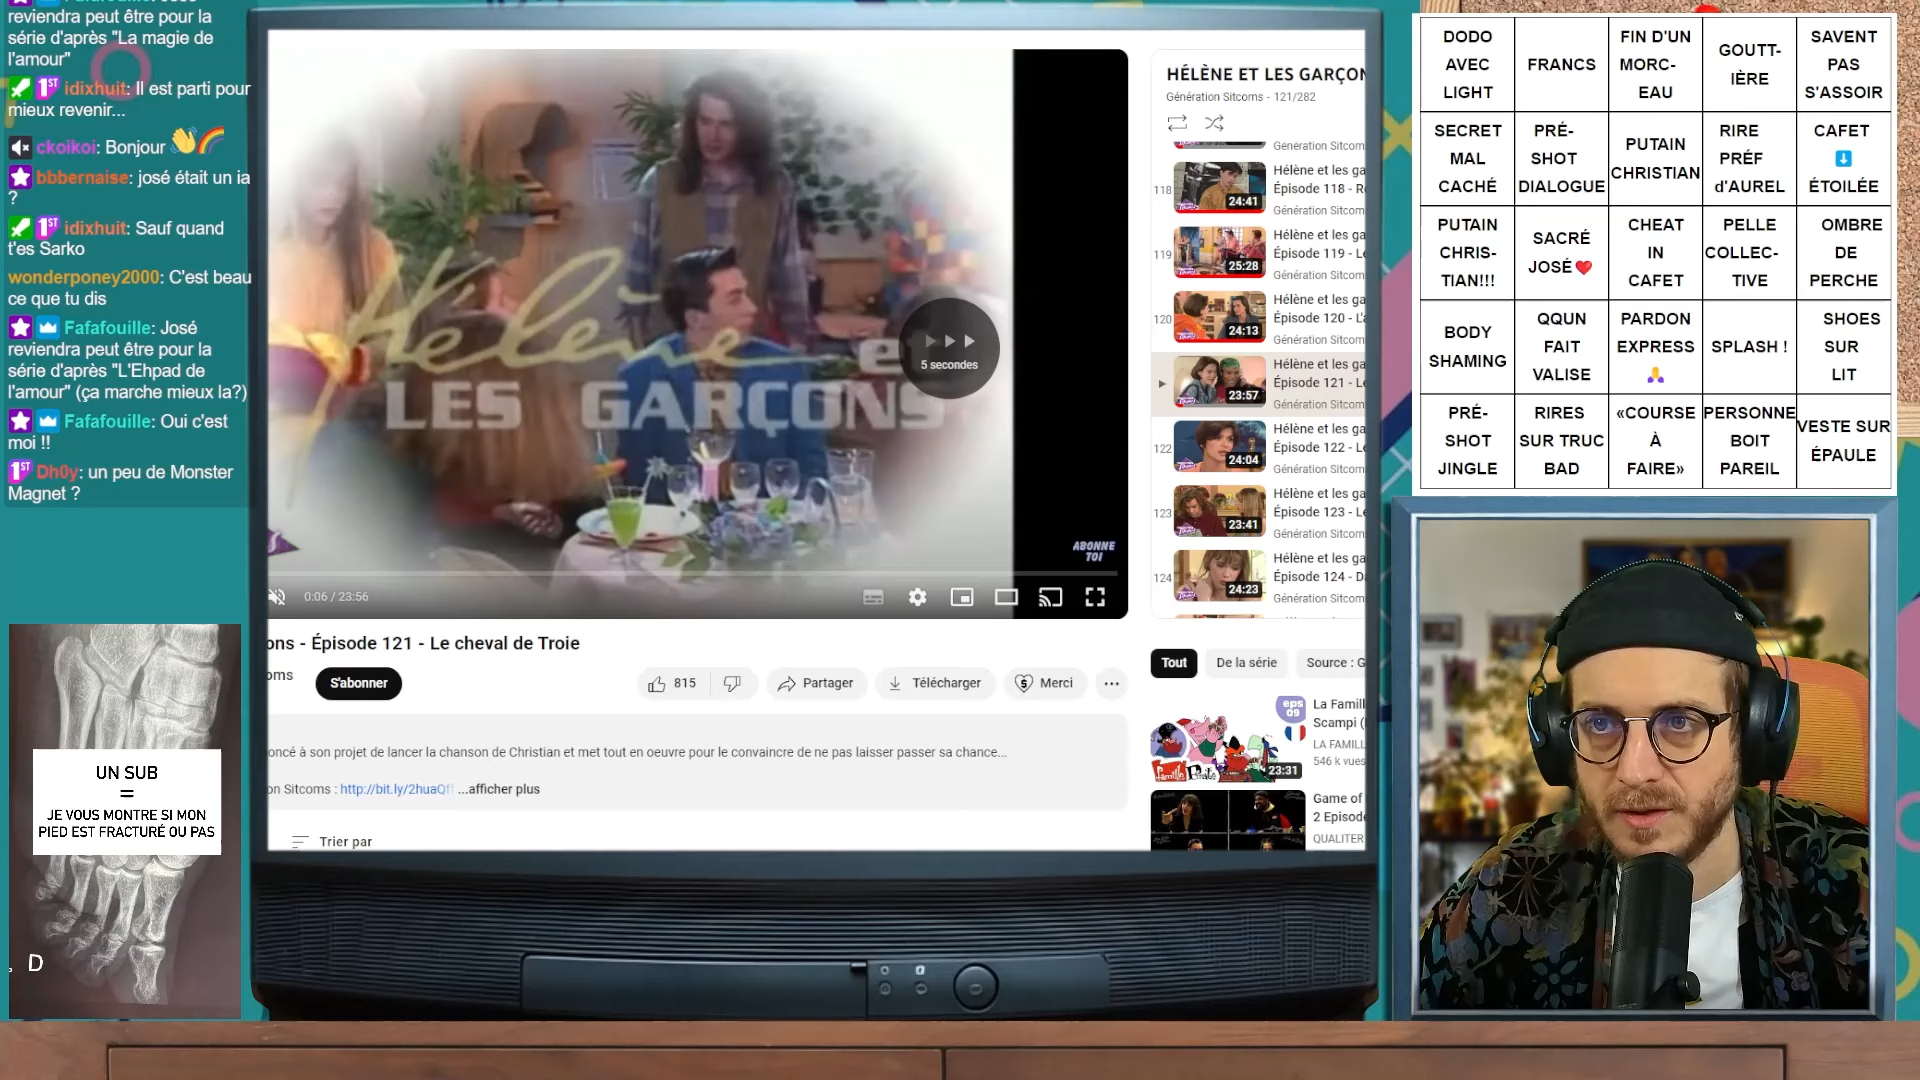 reviendra peut être pour la
série d'après "La magie de
l'amour"
idixhuit: Il est parti pour
mieux revenir...
ckoikoi: Bonjour
bbbernaise: josé était un ia
?
idixhuit: Sauf quand
t'es Sarko
wonderponey2000: C'est beau
ce que tu dis
Fafafouille: José
reviendra peut être pour la
série d'après "L'Ehpad de
l'amour" (ça marche mieux la?)
Fafafouille: Oui c'est
moi !!
Dh0y: un peu de Monster
Magnet ?
UN SUB
=
JE VOUS MONTRE SI MON
PIED EST FRACTURÉ OU PAS
. D
Hélène et
LES GARÇONS
5 secondes
ABONNE
TOI
0:06 / 23:56
ons - Épisode 121 - Le cheval de Troie
oms
S'abonner
815
Partager
Télécharger
Merci
oncé à son projet de lancer la chanson de Christian et met tout en oeuvre pour le convaincre de ne pas laisser passer sa chance...
on Sitcoms : http://bit.ly/2huaQf ...afficher plus
Trier par
HÉLÈNE ET LES GARÇON
Génération Sitcoms - 121/282
Génération Sitcom
118
24:41
Hélène et les ga
Épisode 118 - R
Génération Sitcom
119
25:28
Hélène et les ga
Épisode 119 - Le
Génération Sitcom
120
24:13
Hélène et les ga
Épisode 120 - L'a
Génération Sitcom
23:57
Hélène et les ga
Épisode 121 - Le
Génération Sitcom
122
24:04
Hélène et les ga
Épisode 122 - Le
Génération Sitcom
123
23:41
Hélène et les ga
Épisode 123 - Le
Génération Sitcom
124
24:23
Hélène et les ga
Épisode 124 - Da
Génération Sitcom
Tout
De la série
Source : G
eps
09
Famille
Pirate
23:31
La Famill
Scampi (
LA FAMILL
546 k vues
Game of
2 Episode
QUALITER
DODO
AVEC
LIGHT
FRANCS
FIN D'UN
MORC-
EAU
GOUTT-
IÈRE
SAVENT
PAS
S'ASSOIR
SECRET
MAL
CACHÉ
PRÉ-
SHOT
DIALOGUE
PUTAIN
CHRISTIAN
RIRE
PRÉF
d'AUREL
CAFET
⬇️
ÉTOILÉE
PUTAIN
CHRIS-
TIAN!!!
SACRÉ
JOSÉ❤️
CHEAT
IN
CAFET
PELLE
COLLEC-
TIVE
OMBRE
DE
PERCHE
BODY
SHAMING
QQUN
FAIT
VALISE
PARDON
EXPRESS
🙏
SPLASH !
SHOES
SUR
LIT
PRÉ-
SHOT
JINGLE
RIRES
SUR TRUC
BAD
«COURSE
À
FAIRE»
PERSONNE
BOIT
PAREIL
VESTE SUR
ÉPAULE